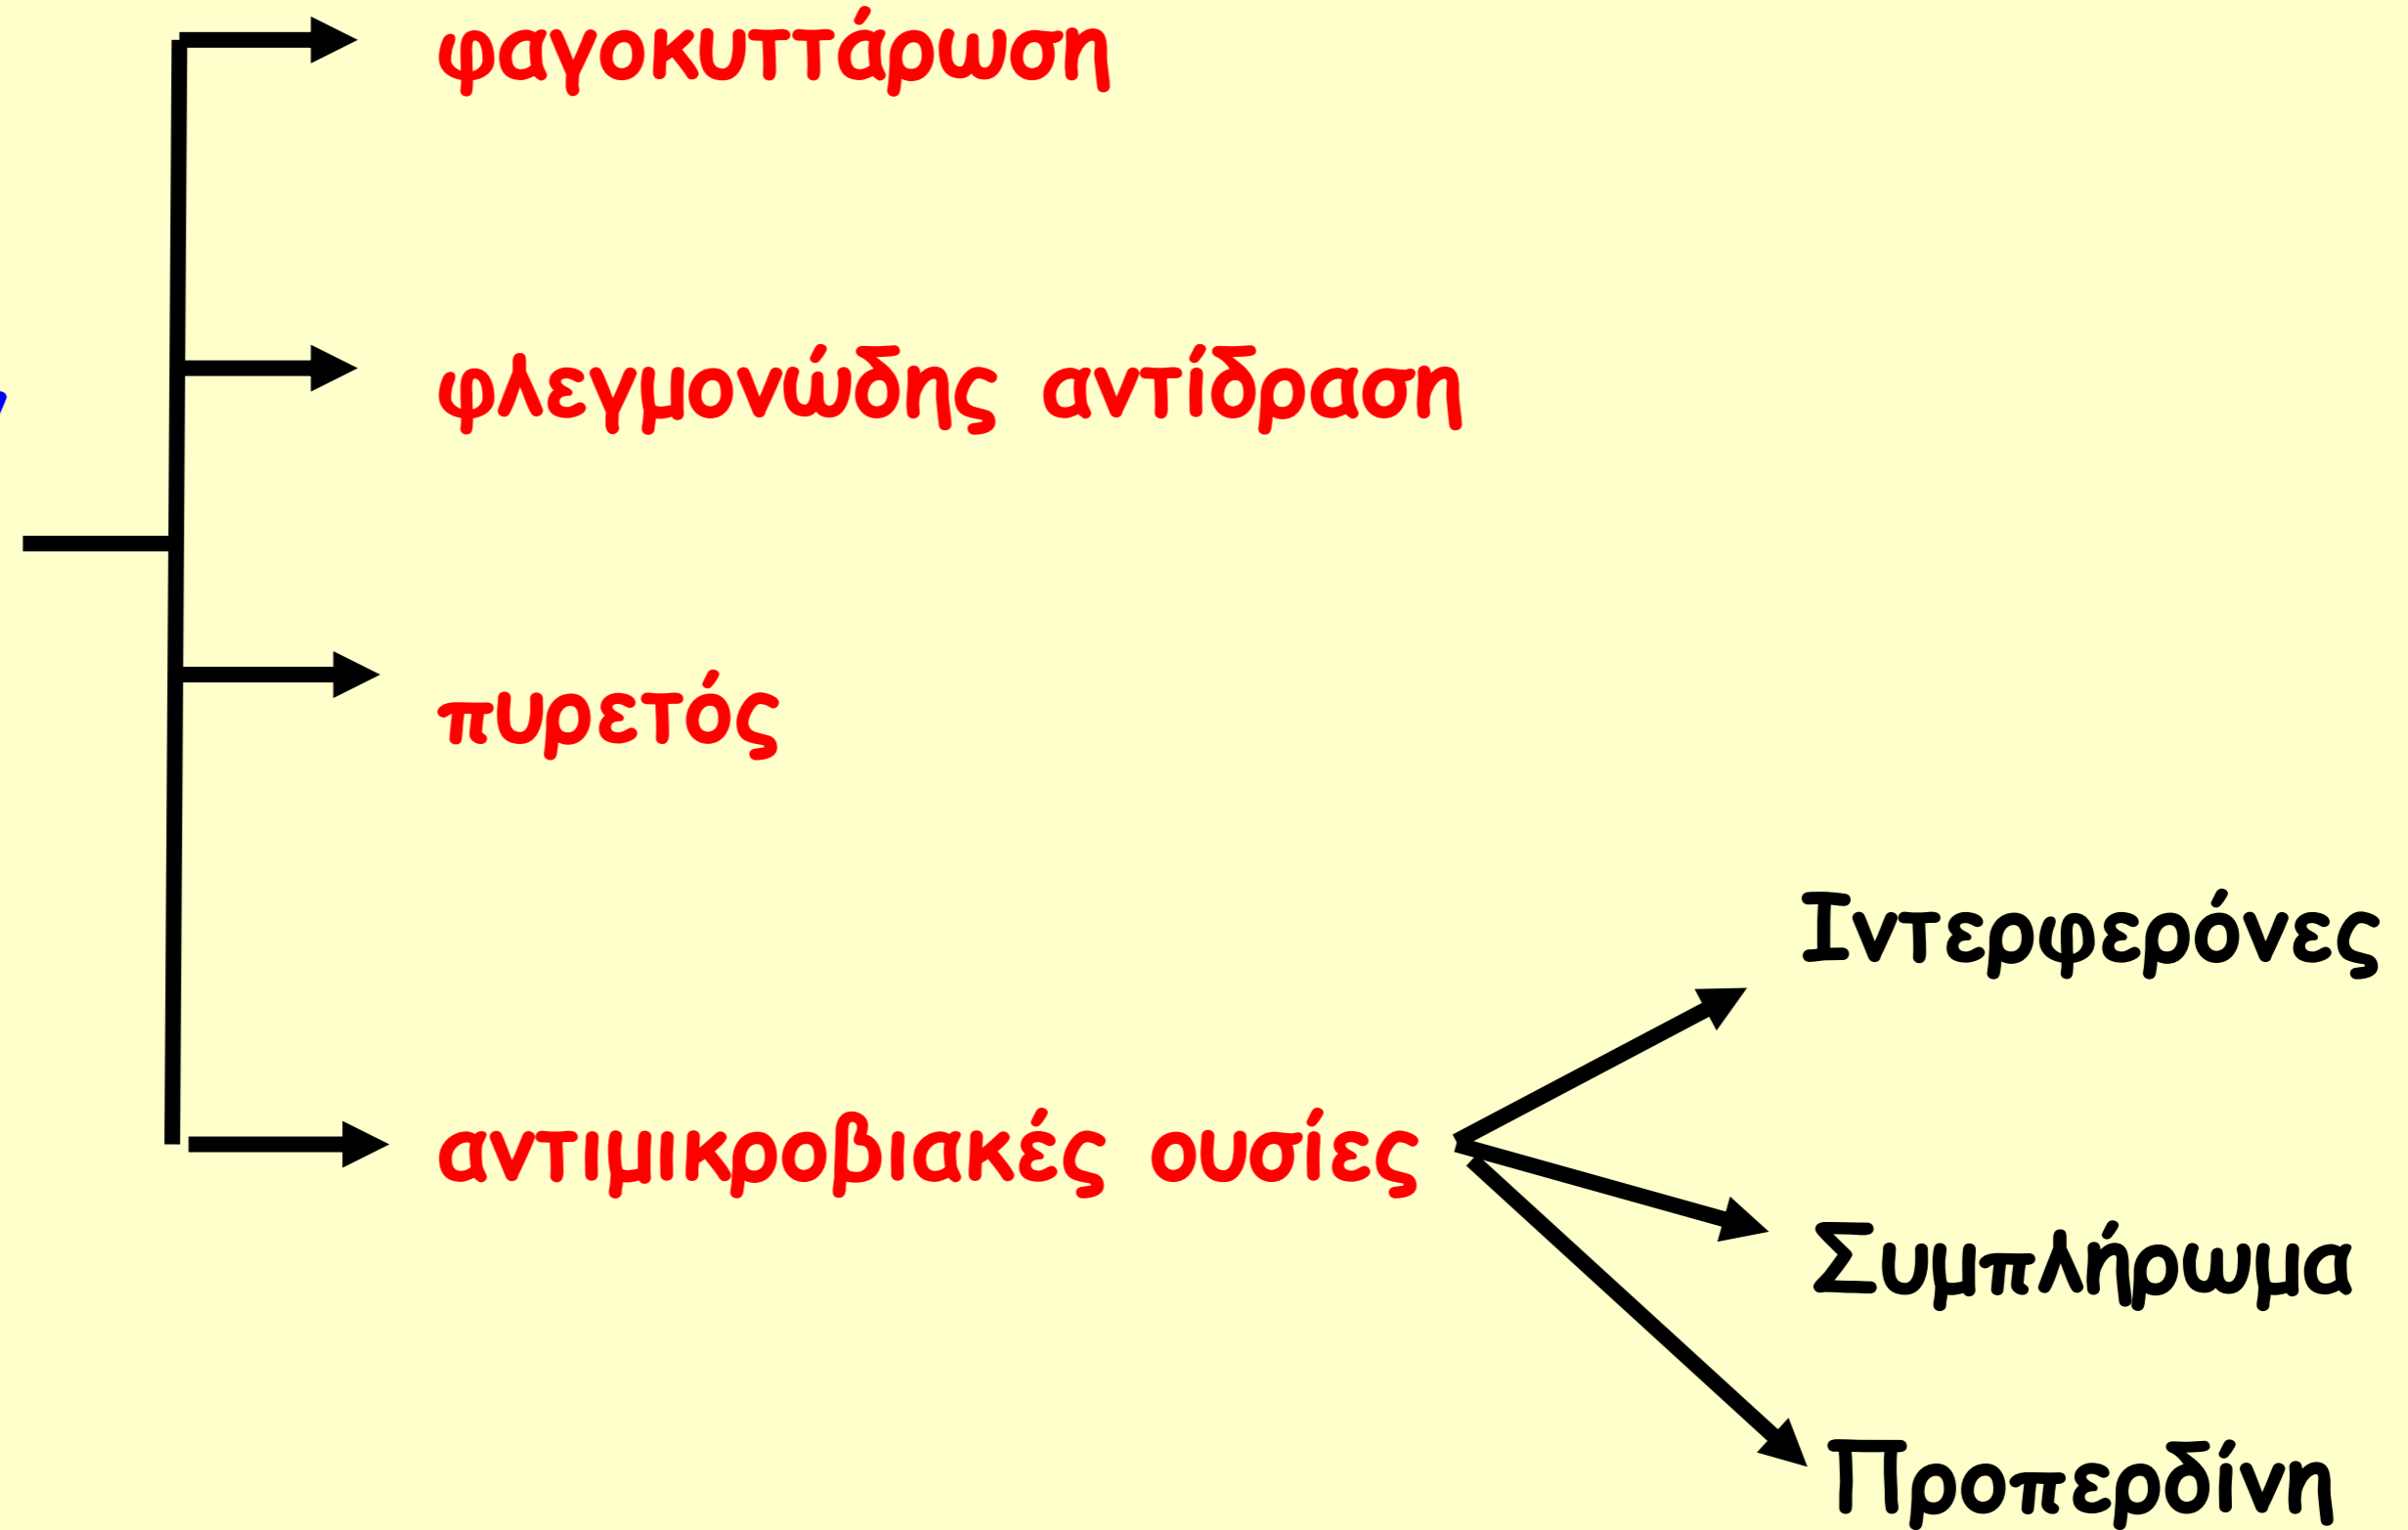 φαγοκυττάρωση
φλεγμονώδης αντίδραση
πυρετός
αντιμικροβιακές ουσίες
Ιντερφερόνες
Συμπλήρωμα
Προπερδίνη